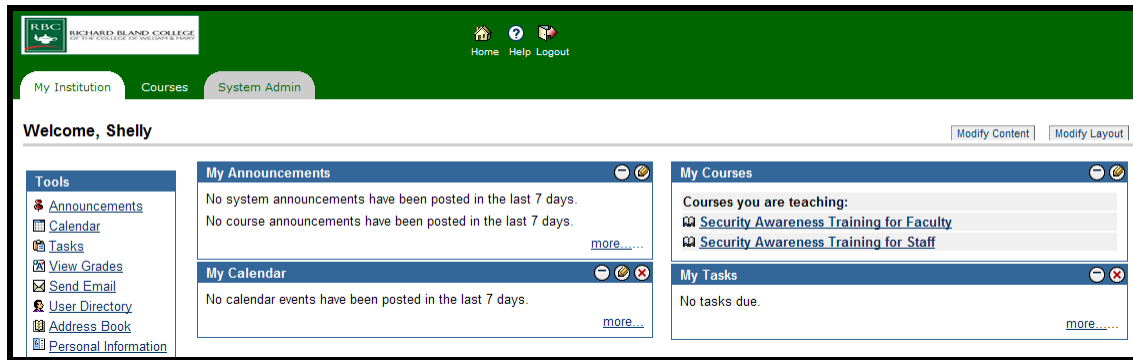 RBC
RICHARD BLAND COLLEGE
OF THE COLLEGE OF WILLIAM & MARY
Home Help Logout
My Institution Courses System Admin
Welcome, Shelly
Modify Content Modify Layout
Tools
Announcements
Calendar
Tasks
View Grades
Send Email
User Directory
Address Book
Personal Information
My Announcements
No system announcements have been posted in the last 7 days.
No course announcements have been posted in the last 7 days.
more......
My Calendar
No calendar events have been posted in the last 7 days.
more...
My Courses
Courses you are teaching:
Security Awareness Training for Faculty
Security Awareness Training for Staff
My Tasks
No tasks due.
more......